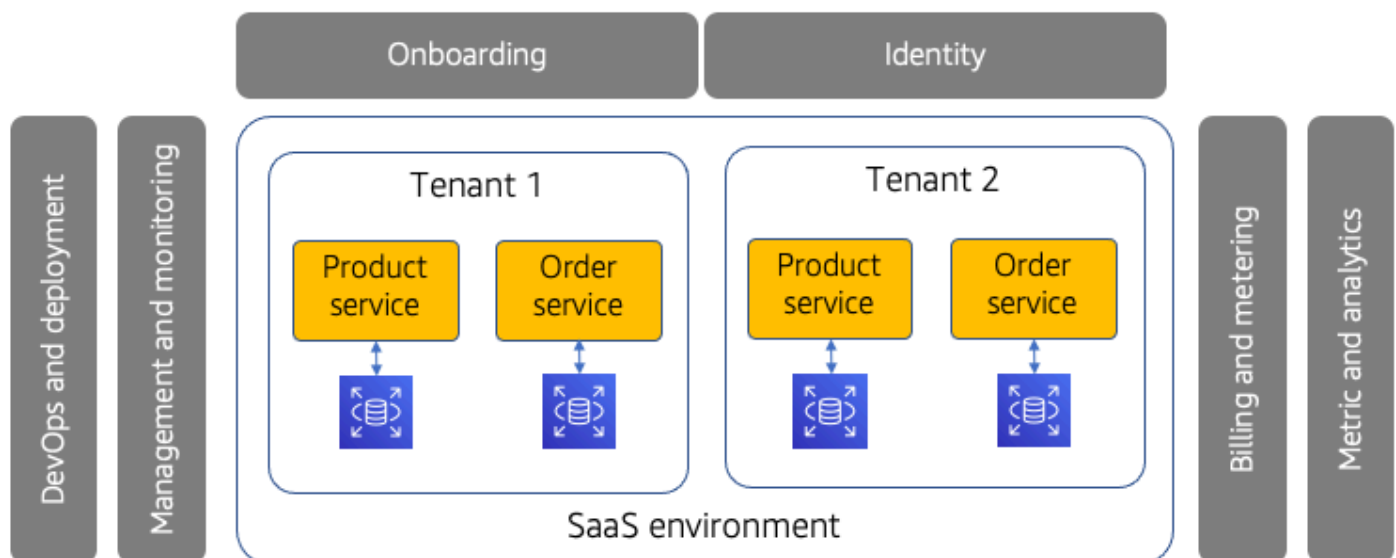 Onboarding
Identity
DevOps and deployment
Management and monitoring
Tenant 1
Product
service
Order
service
Tenant 2
Product
service
Order
service
SaaS environment
Billing and metering
Metric and analytics